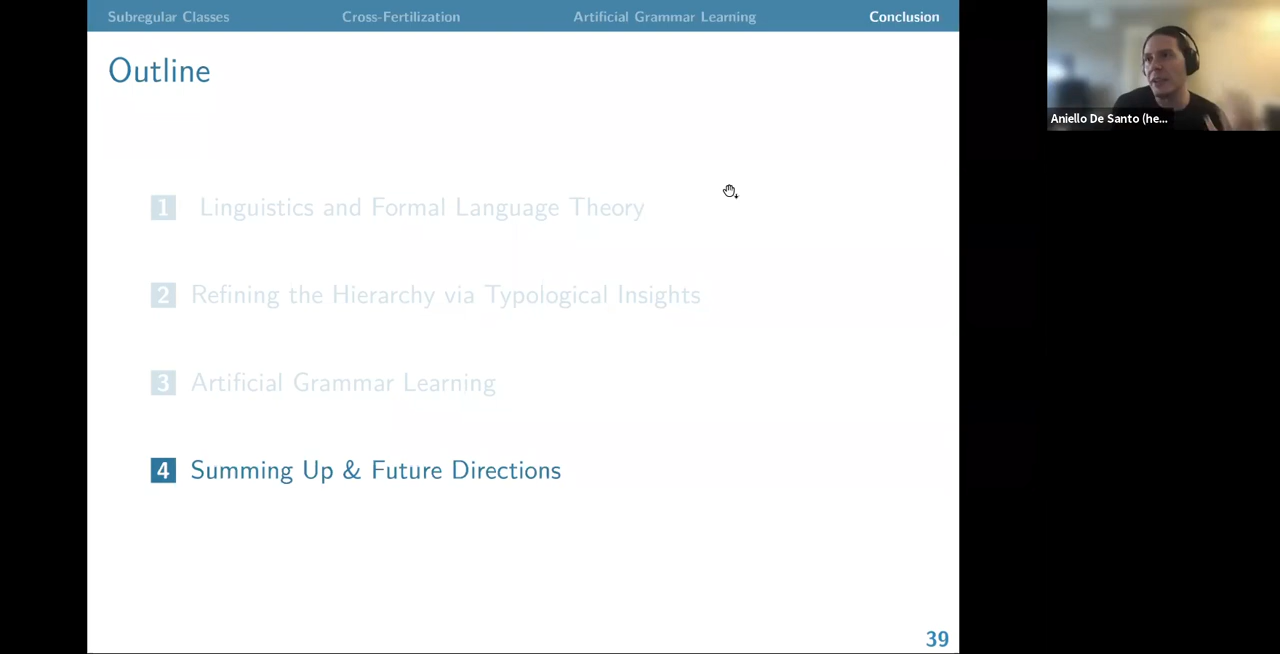 Subregular Classes Cross-Fertilization Artificial Grammar Learning Conclusion
Outline
1 Linguistics and Formal Language Theory
2 Refining the Hierarchy via Typological Insights
3 Artificial Grammar Learning
4 Summing Up & Future Directions
39
Aniello De Santo (he...